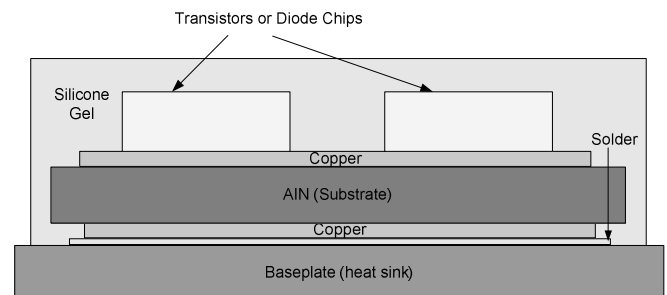 Transistors or Diode Chips
Silicone
Gel
Solder
Copper
AlN (Substrate)
Copper
Baseplate (heat sink)